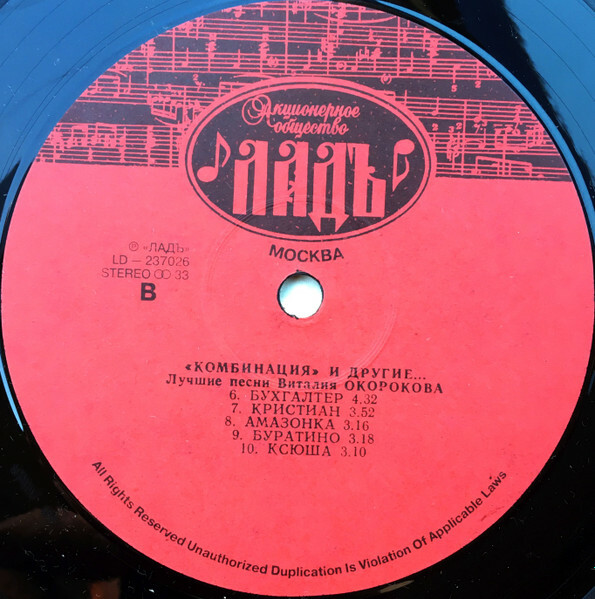 Акционерное
общество
ЛАДЪ
МОСКВА
℗ «ЛАДЪ»
LD — 237026
STEREO ꝏ 33
B
«КОМБИНАЦИЯ» И ДРУГИЕ...
Лучшие песни Виталия ОКОРОКОВА
6. БУХГАЛТЕР 4.32
7. КРИСТИАН 3.52
8. АМАЗОНКА 3.16
9. БУРАТИНО 3.18
10. КСЮША 3.10
All Rights Reserved Unauthorized Duplication Is Violation Of Applicable Laws